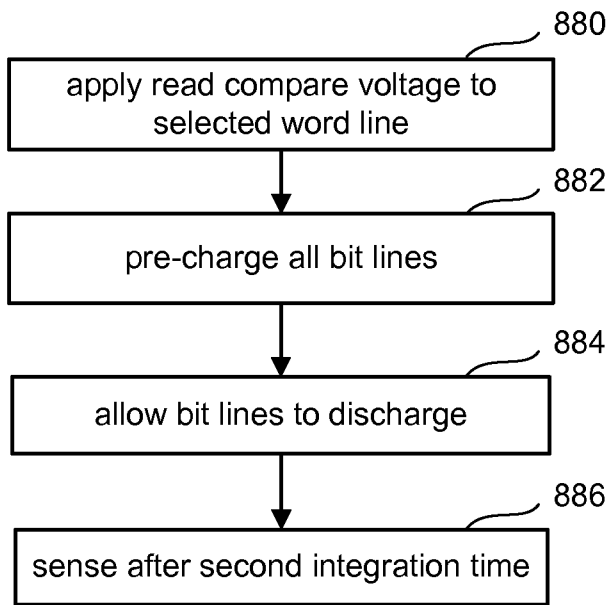 880
apply read compare voltage to
selected word line
882
pre-charge all bit lines
884
allow bit lines to discharge
886
sense after second integration time